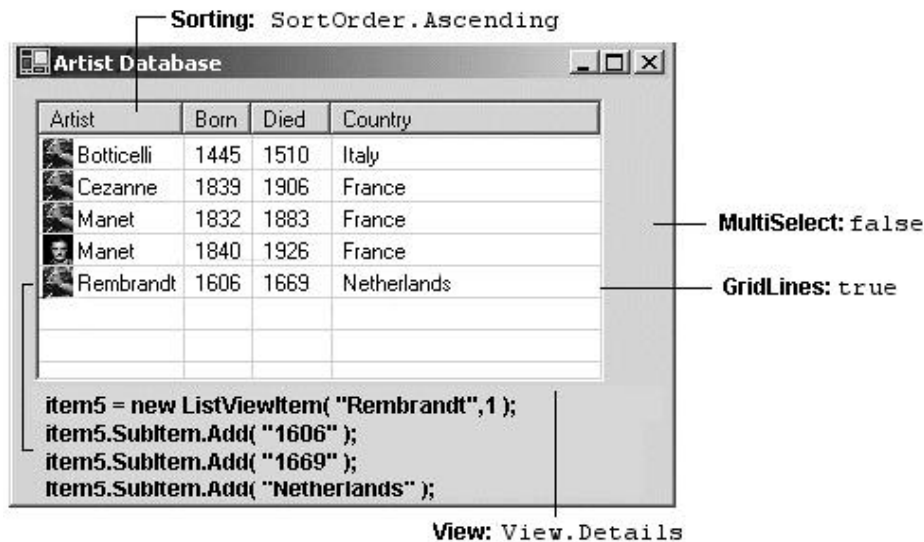 Sorting: SortOrder.Ascending
Artist Database
Artist Born Died Country
Botticelli 1445 1510 Italy
Cezanne 1839 1906 France
Manet 1832 1883 France
Manet 1840 1926 France
Rembrandt 1606 1669 Netherlands
MultiSelect: false
GridLines: true
item5 = new ListViewItem( "Rembrandt",1 );
item5.SubItem.Add( "1606" );
item5.SubItem.Add( "1669" );
Item5.SubItem.Add( "Netherlands" );
View: View.Details